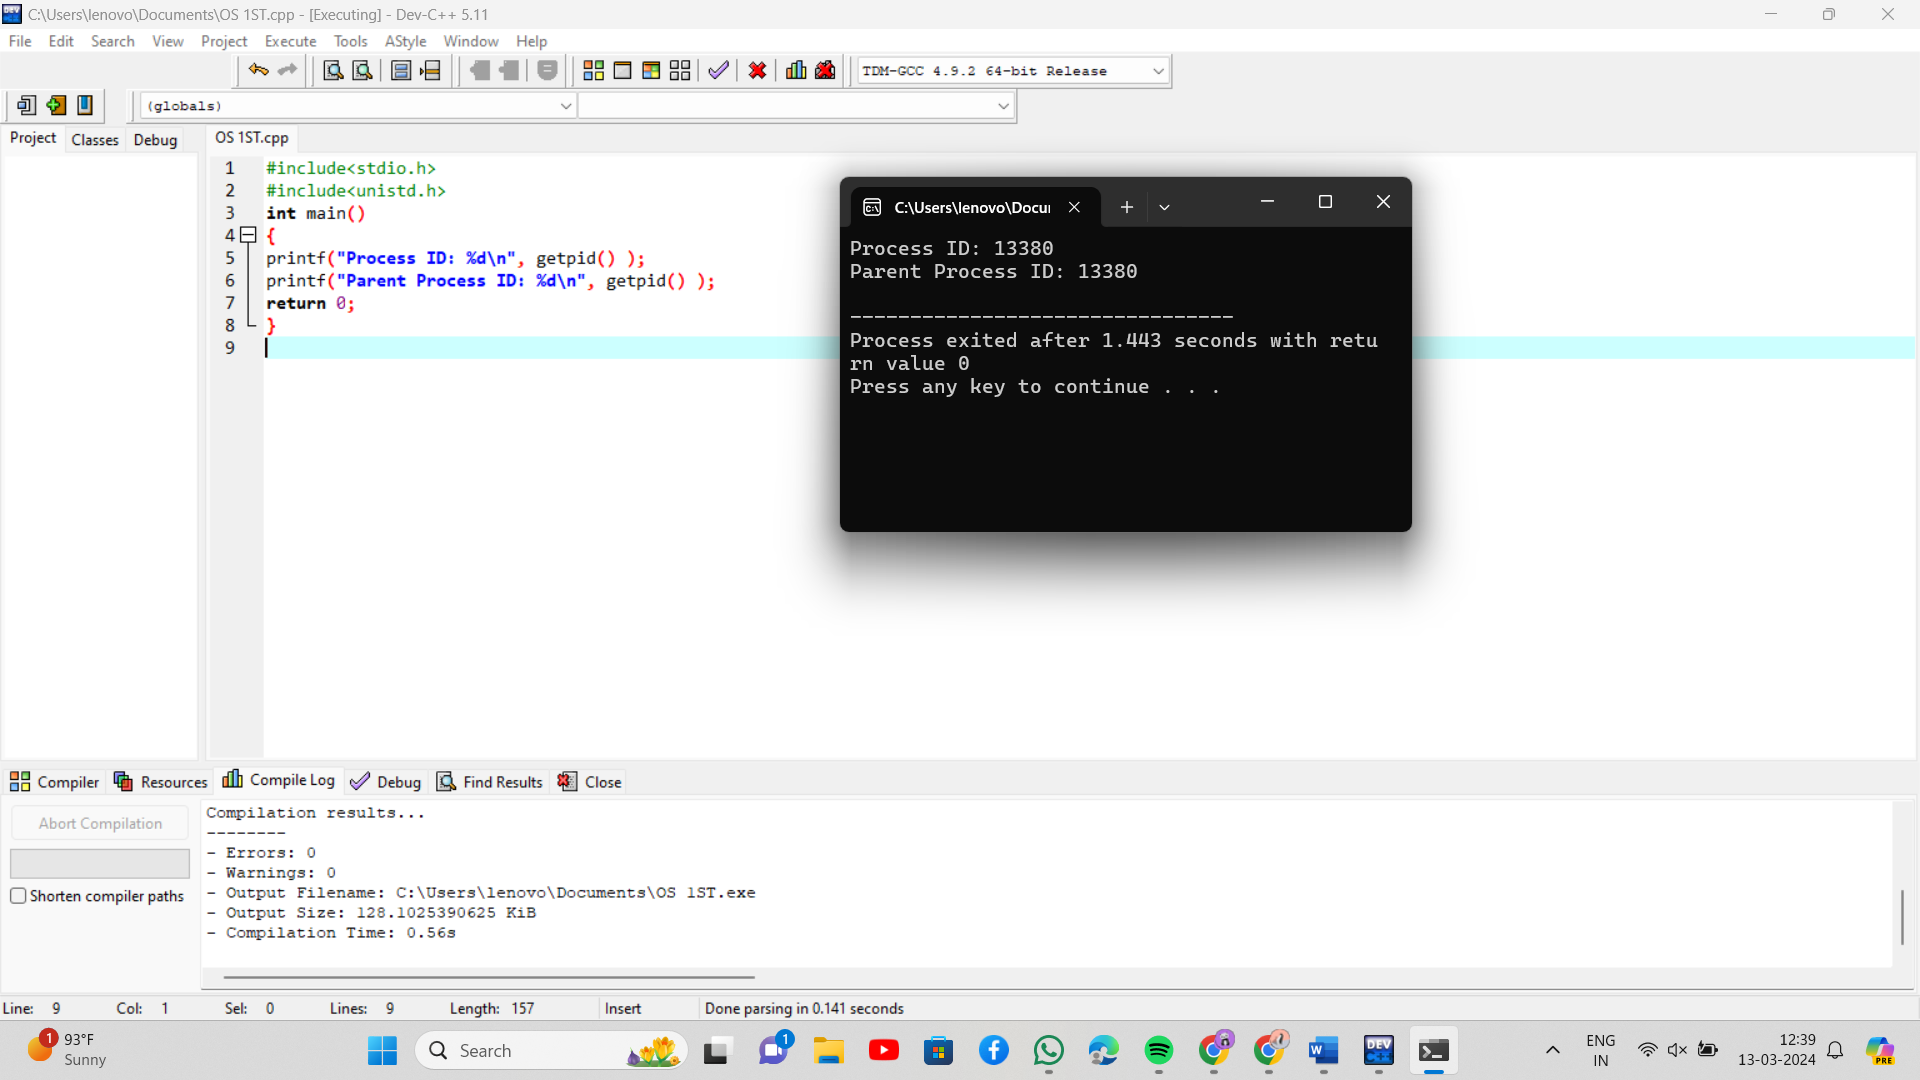 C:\Users\lenovo\Documents\OS 1ST.cpp - [Executing] - Dev-C++ 5.11
File Edit Search View Project Execute Tools AStyle Window Help
TDM-GCC 4.9.2 64-bit Release
(globals)
Project Classes Debug OS 1ST.cpp
1 #include<stdio.h>
2 #include<unistd.h>
3 int main()
4 {
5 printf("Process ID: %d\n", getpid() );
6 printf("Parent Process ID: %d\n", getpid() );
7 return 0;
8 }
9
C:\Users\lenovo\Docu
Process ID: 13380
Parent Process ID: 13380
--------------------------------
Process exited after 1.443 seconds with retu
rn value 0
Press any key to continue . . .
Compiler Resources Compile Log Debug Find Results Close
Abort Compilation
Shorten compiler paths
Compilation results...
--------
- Errors: 0
- Warnings: 0
- Output Filename: C:\Users\lenovo\Documents\OS 1ST.exe
- Output Size: 128.1025390625 KiB
- Compilation Time: 0.56s
Line: 9 Col: 1 Sel: 0 Lines: 9 Length: 157 Insert Done parsing in 0.141 seconds
1
93°F
Sunny
Search
1
DEV
C++
ENG
IN
12:39
13-03-2024
PRE